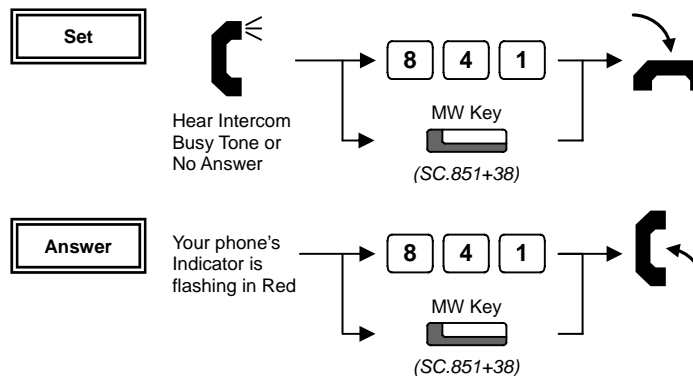 Set
8 4 1
Hear Intercom
Busy Tone or
No Answer
MW Key
(SC.851+38)
Answer
Your phone's
Indicator is
flashing in Red
8 4 1
MW Key
(SC.851+38)